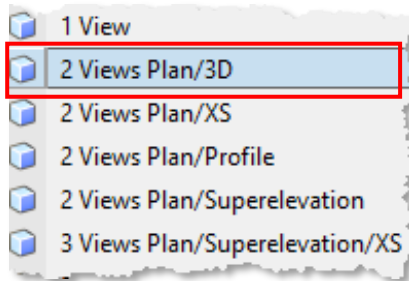 1 View
2 Views Plan/3D
2 Views Plan/XS
2 Views Plan/Profile
2 Views Plan/Superelevation
3 Views Plan/Superelevation/XS